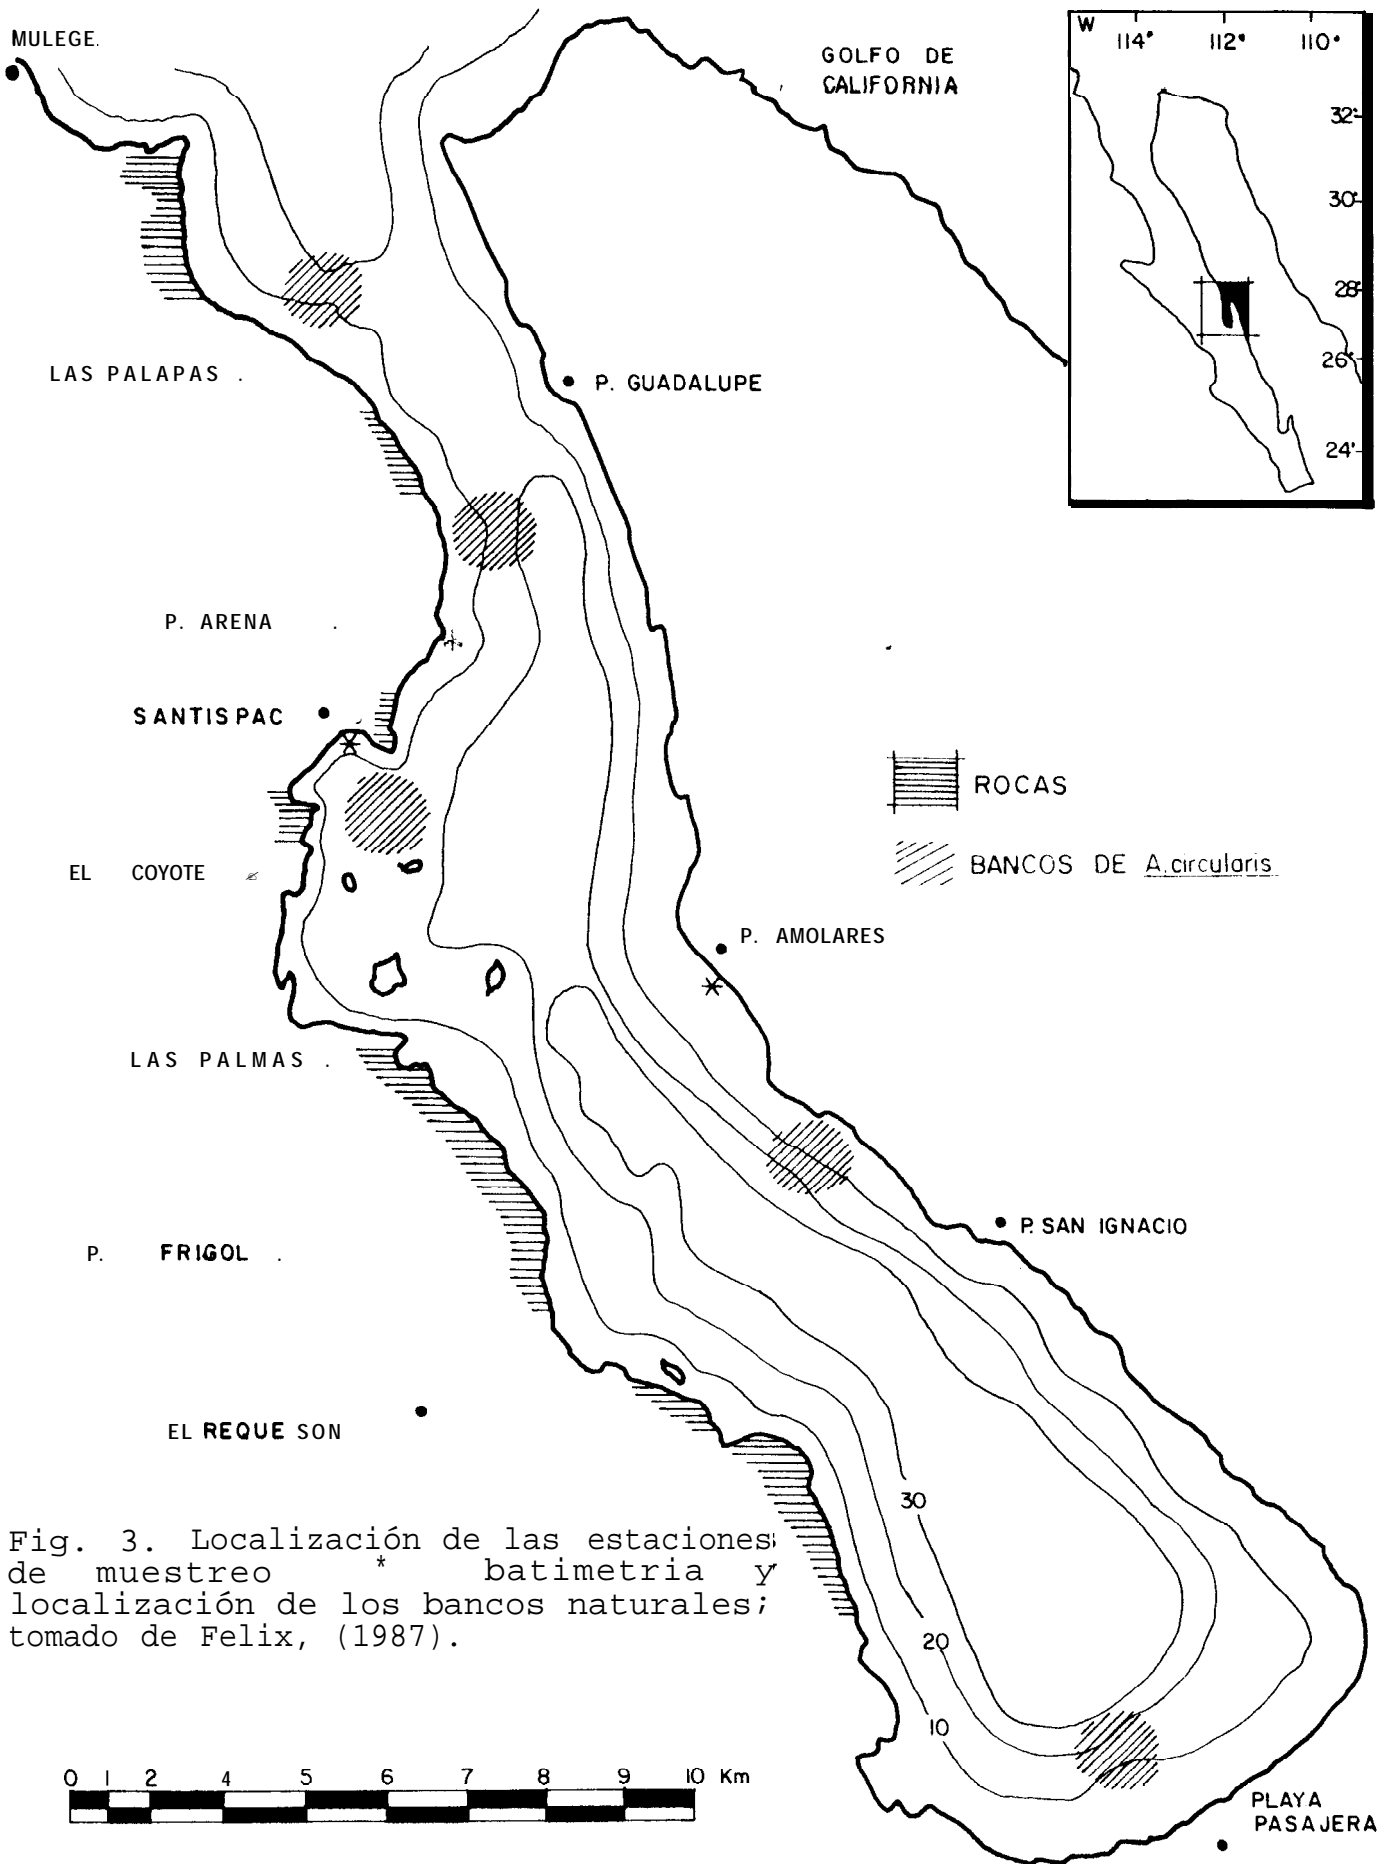 MULEGE.
GOLFO DE
CALIFORNIA
W
114°
112°
110°
32°
30°
28°
26°
24°
LAS PALAPAS .
P. GUADALUPE
P. ARENA .
SANTISPAC
ROCAS
EL COYOTE
BANCOS DE A.circularis
P. AMOLARES
LAS PALMAS .
P. SAN IGNACIO
P. FRIGOL .
EL REQUE SON
30
20
10
Fig. 3. Localización de las estaciones
de muestreo * batimetria y
localización de los bancos naturales;
tomado de Felix, (1987).
0 1 2 4 5 6 7 8 9 10 Km
PLAYA
PASAJERA